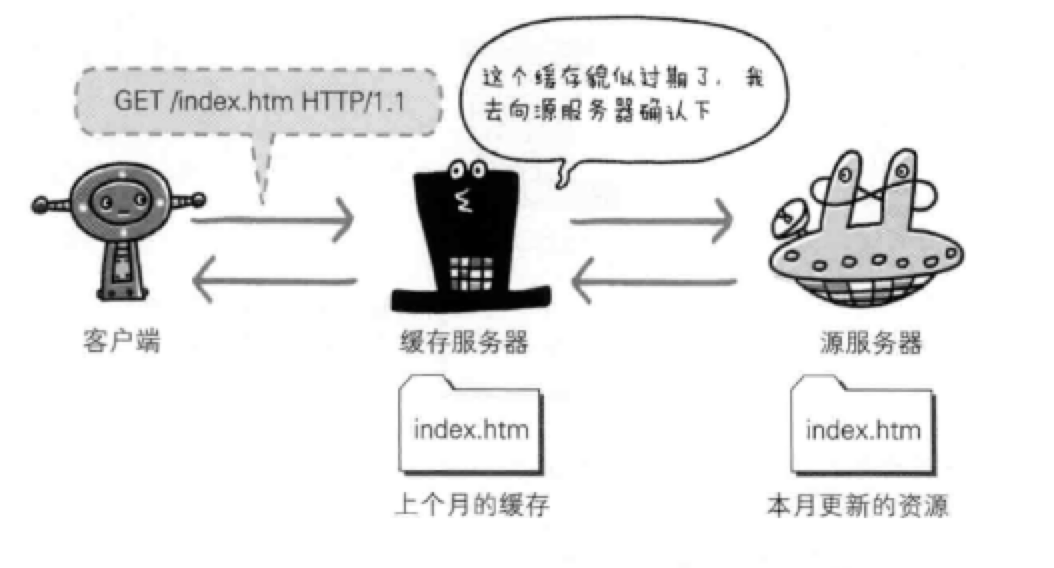 GET /index.htm HTTP/1.1
这个缓存貌似过期了，我
去向源服务器确认下
客户端
缓存服务器
源服务器
index.htm
index.htm
上个月的缓存
本月更新的资源